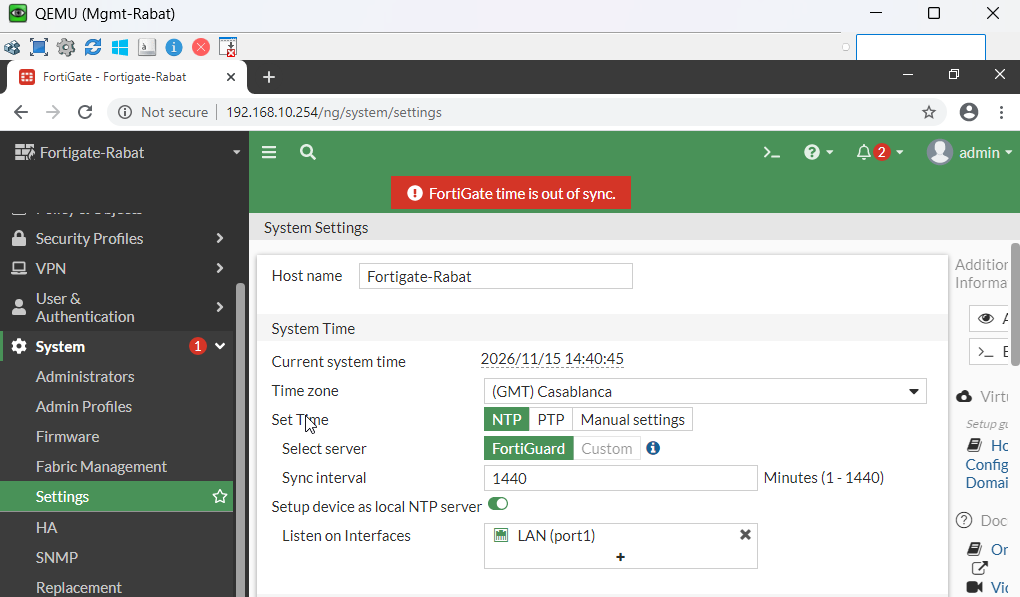 QEMU (Mgmt-Rabat)
FortiGate - Fortigate-Rabat
Not secure 192.168.10.254/ng/system/settings
Fortigate-Rabat
2 admin
FortiGate time is out of sync.
System Settings
Security Profiles
VPN
User &
Authentication
System 1
Administrators
Admin Profiles
Firmware
Fabric Management
Settings
HA
SNMP
Replacement
Host name Fortigate-Rabat
System Time
Current system time 2026/11/15 14:40:45
Time zone (GMT) Casablanca
Set Time NTP PTP Manual settings
Select server FortiGuard Custom
Sync interval 1440 Minutes (1 - 1440)
Setup device as local NTP server
Listen on Interfaces LAN (port1)
Config